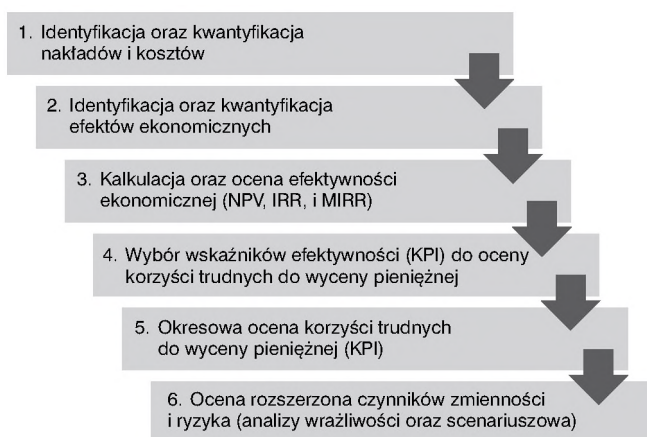 1. Identyfikacja oraz kwantyfikacja
nakładów i kosztów
2. Identyfikacja oraz kwantyfikacja
efektów ekonomicznych
3. Kalkulacja oraz ocena efektywności
ekonomicznej (NPV, IRR, i MIRR)
4. Wybór wskaźników efektywności (KPI) do oceny
korzyści trudnych do wyceny pieniężnej
5. Okresowa ocena korzyści trudnych
do wyceny pieniężnej (KPI)
6. Ocena rozszerzona czynników zmienności
i ryzyka (analizy wrażliwości oraz scenariuszowa)